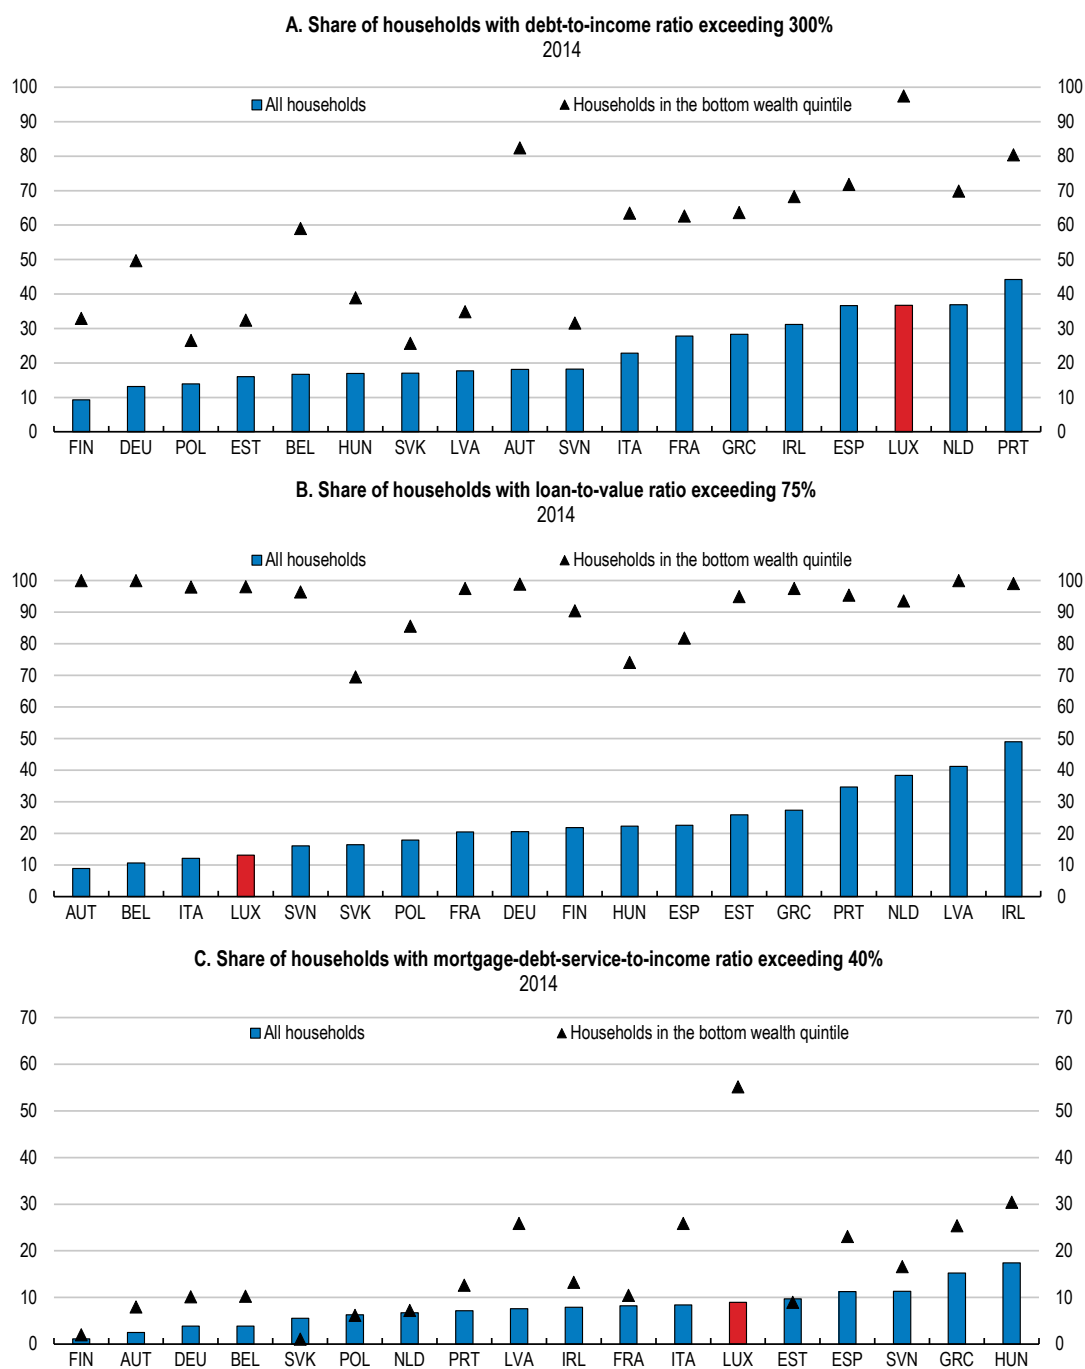 A. Share of households with debt-to-income ratio exceeding 300%
2014
All households
Households in the bottom wealth quintile
100 100
90 90
80 80
70 70
60 60
50 50
40 40
30 30
20 20
10 10
0 0
FIN DEU POL EST BEL HUN SVK LVA AUT SVN ITA FRA GRC IRL ESP LUX NLD PRT
B. Share of households with loan-to-value ratio exceeding 75%
2014
All households
Households in the bottom wealth quintile
100 100
90 90
80 80
70 70
60 60
50 50
40 40
30 30
20 20
10 10
0 0
AUT BEL ITA LUX SVN SVK POL FRA DEU FIN HUN ESP EST GRC PRT NLD LVA IRL
C. Share of households with mortgage-debt-service-to-income ratio exceeding 40%
2014
70 70
All households
Households in the bottom wealth quintile
60 60
50 50
40 40
30 30
20 20
10 10
0 0
FIN AUT DEU BEL SVK POL NLD PRT LVA IRL FRA ITA LUX EST ESP SVN GRC HUN